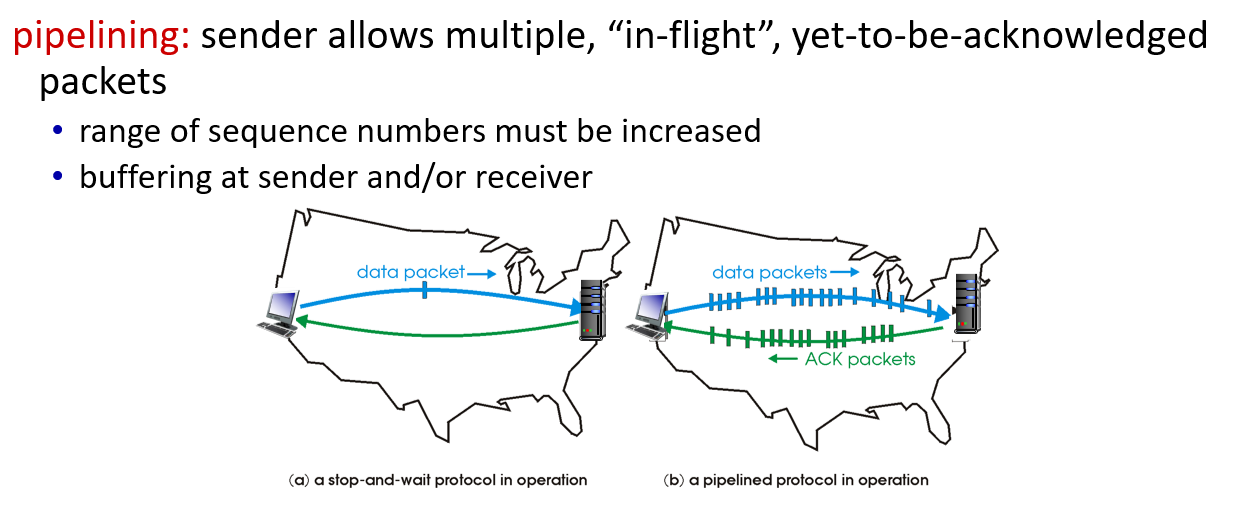 pipelining: sender allows multiple, “in-flight”, yet-to-be-acknowledged
packets
• range of sequence numbers must be increased
• buffering at sender and/or receiver
data packet
data packets
ACK packets
(a) a stop-and-wait protocol in operation
(b) a pipelined protocol in operation